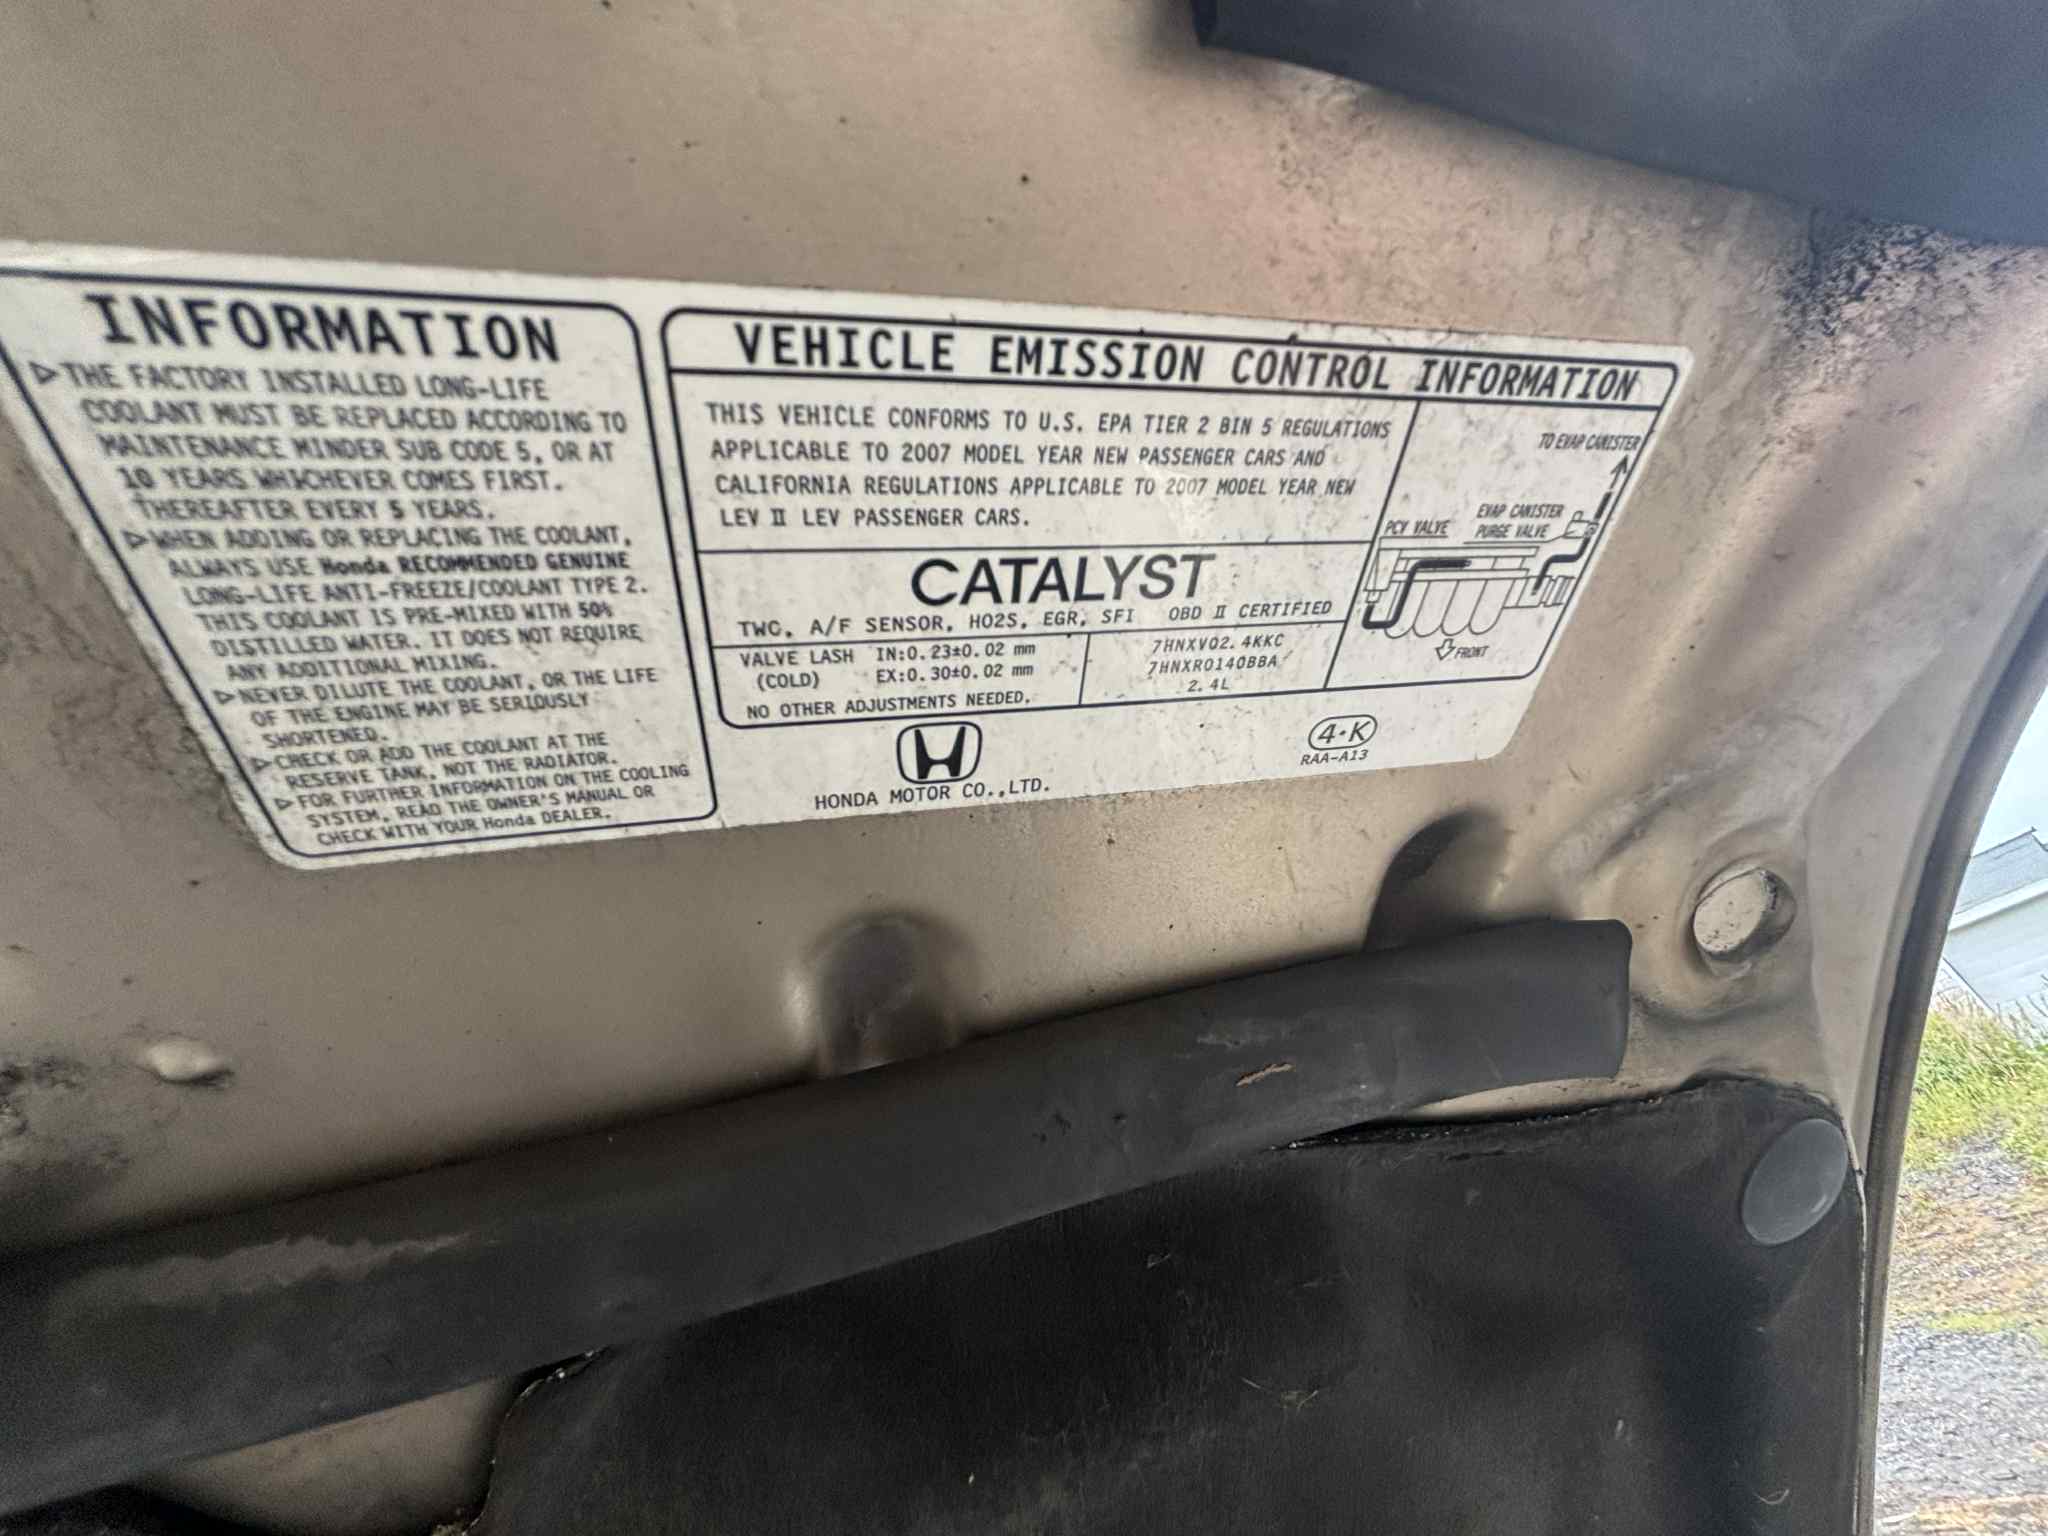 INFORMATION
▷THE FACTORY INSTALLED LONG-LIFE
COOLANT MUST BE REPLACED ACCORDING TO
MAINTENANCE MINDER SUB CODE 5, OR AT
10 YEARS WHICHEVER COMES FIRST.
THEREAFTER EVERY 5 YEARS.
▷WHEN ADDING OR REPLACING THE COOLANT,
ALWAYS USE Honda RECOMMENDED GENUINE
LONG-LIFE ANTI-FREEZE/COOLANT TYPE 2.
THIS COOLANT IS PRE-MIXED WITH 50%
DISTILLED WATER. IT DOES NOT REQUIRE
ANY ADDITIONAL MIXING.
▷NEVER DILUTE THE COOLANT, OR THE LIFE
OF THE ENGINE MAY BE SERIOUSLY
SHORTENED.
▷CHECK OR ADD THE COOLANT AT THE
RESERVE TANK, NOT THE RADIATOR.
▷FOR FURTHER INFORMATION ON THE COOLING
SYSTEM, READ THE OWNER'S MANUAL OR
CHECK WITH YOUR Honda DEALER.
VEHICLE EMISSION CONTROL INFORMATION
THIS VEHICLE CONFORMS TO U.S. EPA TIER 2 BIN 5 REGULATIONS
APPLICABLE TO 2007 MODEL YEAR NEW PASSENGER CARS AND
CALIFORNIA REGULATIONS APPLICABLE TO 2007 MODEL YEAR NEW
LEV II LEV PASSENGER CARS.
CATALYST
TWC, A/F SENSOR, HO2S, EGR, SFI OBD II CERTIFIED
VALVE LASH IN:0.23±0.02 mm
(COLD) EX:0.30±0.02 mm
NO OTHER ADJUSTMENTS NEEDED.
7HNXV02.4KKC
7HNXR0140BBA
2.4L
TO EVAP CANISTER
PCV VALVE
EVAP CANISTER
PURGE VALVE
FRONT
HONDA MOTOR CO.,LTD.
4·K
RAA-A13